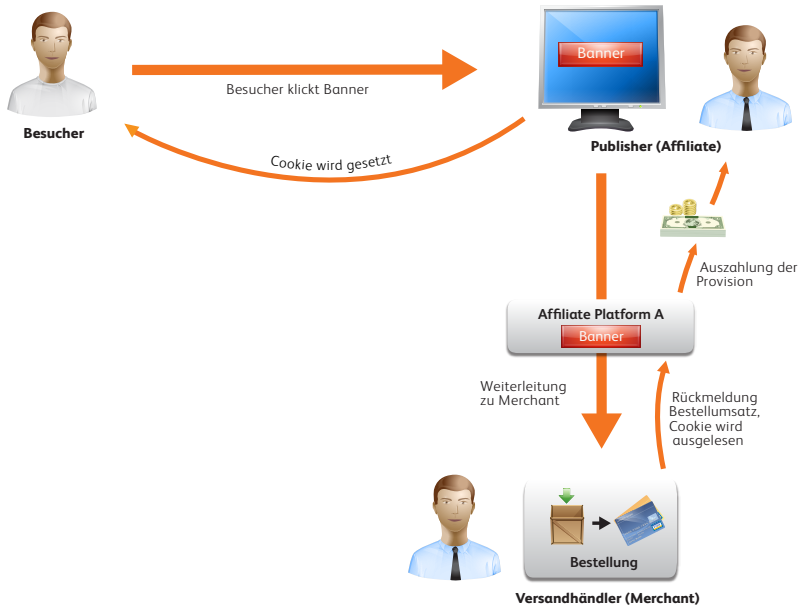 Banner
Besucher klickt Banner
Besucher
Publisher (Affiliate)
Cookie wird gesetzt
Auszahlung der
Provision
Affiliate Platform A
Banner
Weiterleitung
zu Merchant
Rückmeldung
Bestellumsatz,
Cookie wird
ausgelesen
Bestellung
Versandhändler (Merchant)